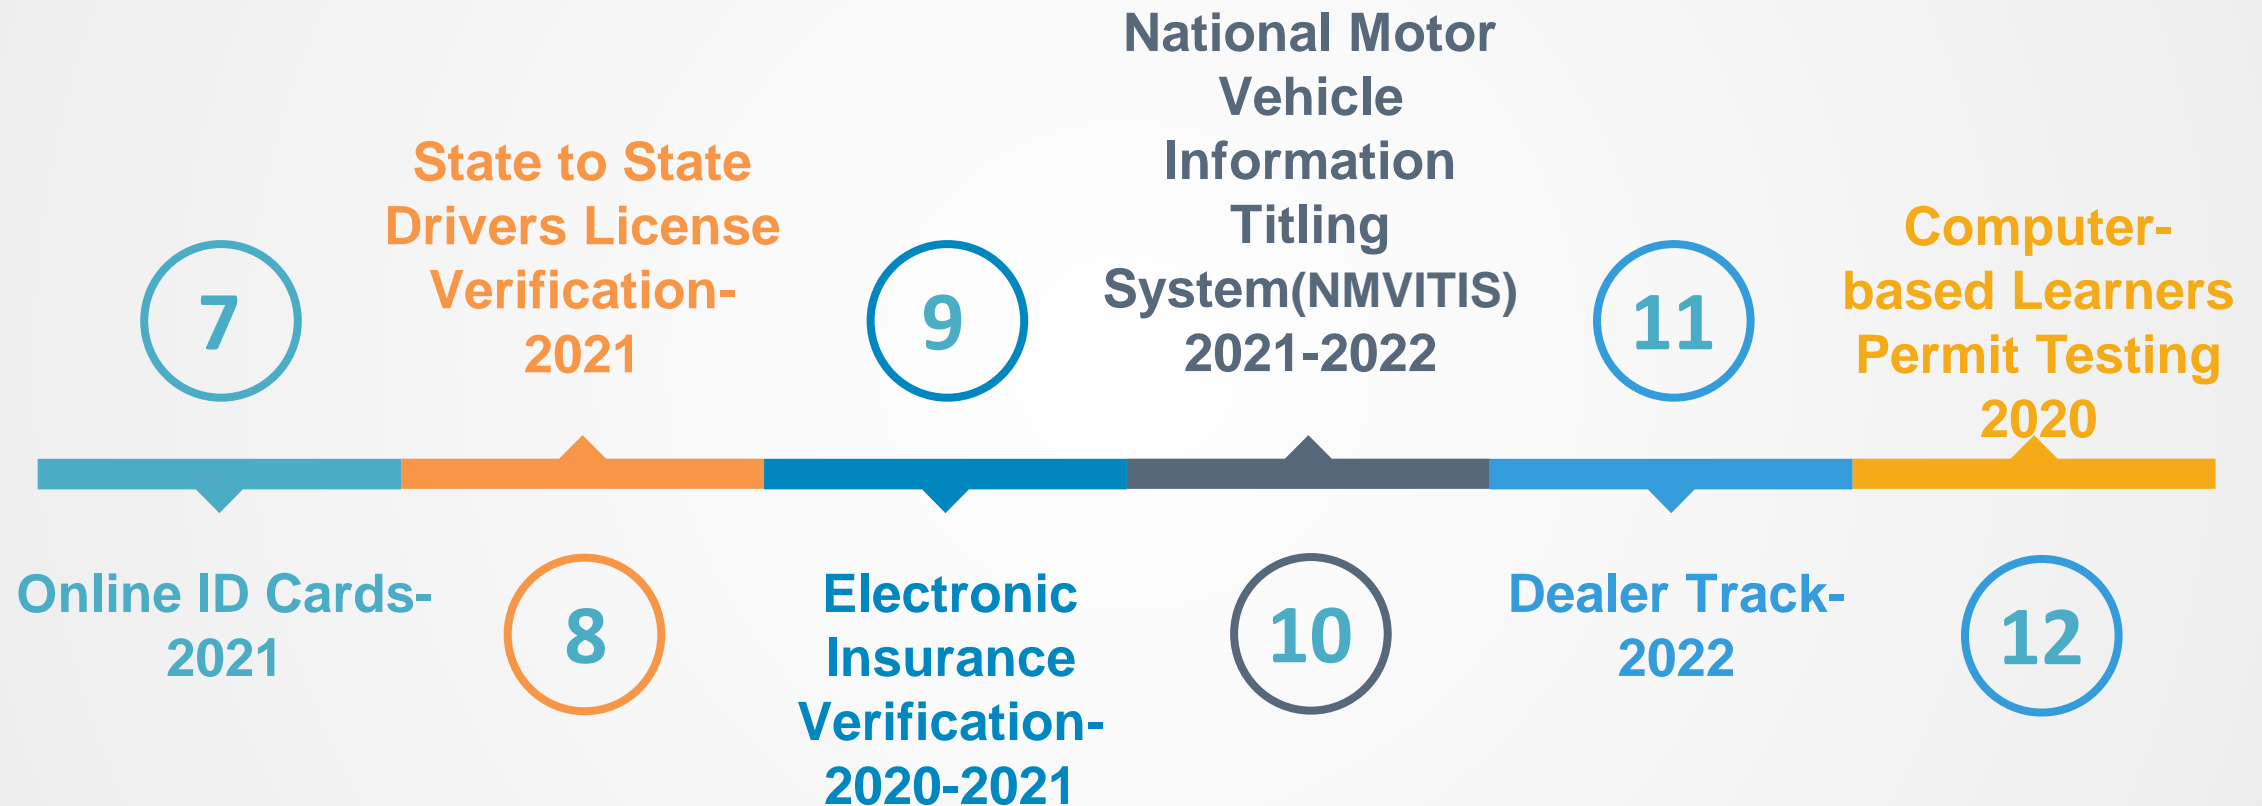 7
Online ID Cards-
2021
State to State
Drivers License
Verification-
2021
8
9
Electronic
Insurance
Verification-
2020-2021
National Motor
Vehicle
Information
Titling
System(NMVITIS)
2021-2022
10
11
Dealer Track-
2022
Computer-
based Learners
Permit Testing
2020
12